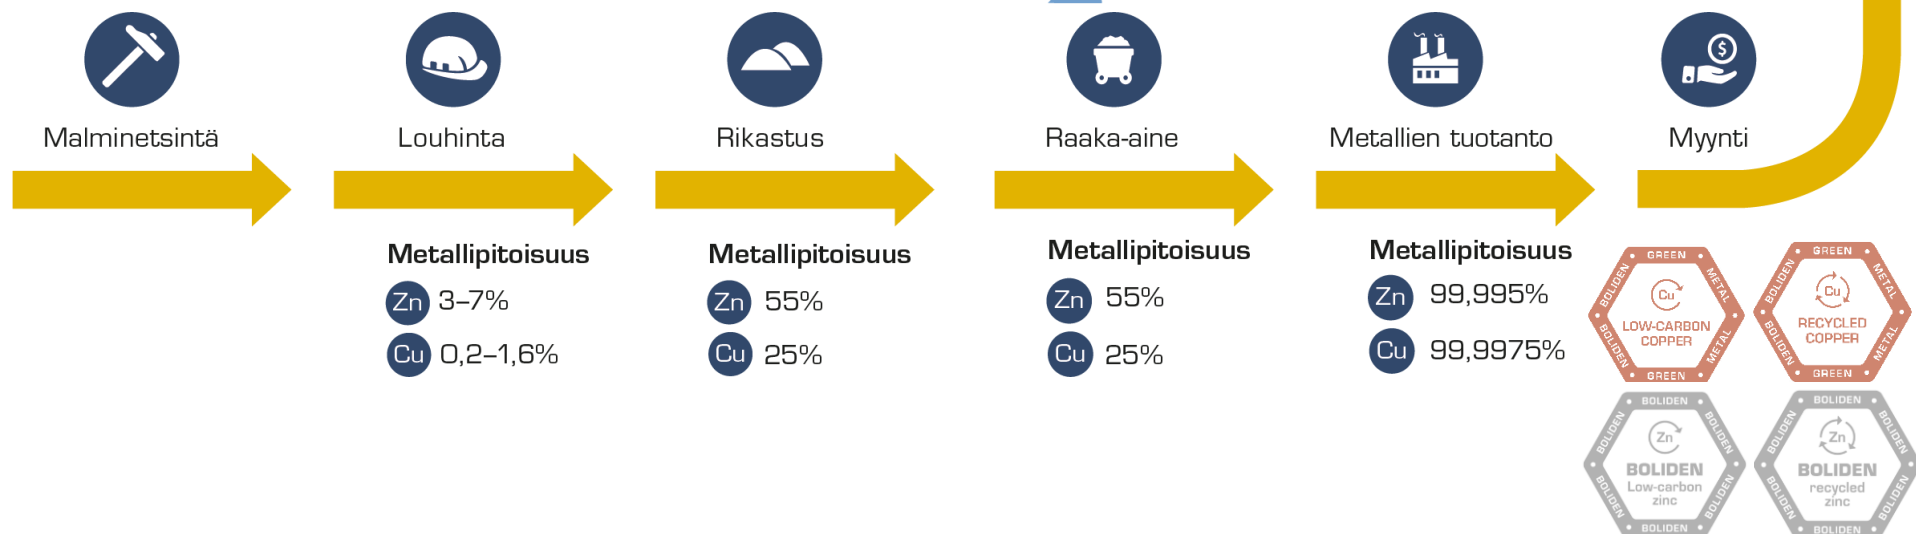 Malminetsintä
Louhinta
Rikastus
Raaka-aine
Metallien tuotanto
Myynti
Metallipitoisuus
Zn 3–7%
Cu 0,2–1,6%
Metallipitoisuus
Zn 55%
Cu 25%
Metallipitoisuus
Zn 55%
Cu 25%
Metallipitoisuus
Zn 99,995%
Cu 99,9975%
$
GREEN
BOLIDEN
METAL
Cu
LOW-CARBON
COPPER
BOLIDEN
METAL
GREEN
GREEN
BOLIDEN
METAL
Cu
RECYCLED
COPPER
BOLIDEN
METAL
GREEN
BOLIDEN
BOLIDEN
BOLIDEN
Zn
BOLIDEN
Low-carbon
zinc
BOLIDEN
BOLIDEN
BOLIDEN
BOLIDEN
BOLIDEN
BOLIDEN
Zn
BOLIDEN
recycled
zinc
BOLIDEN
BOLIDEN
BOLIDEN